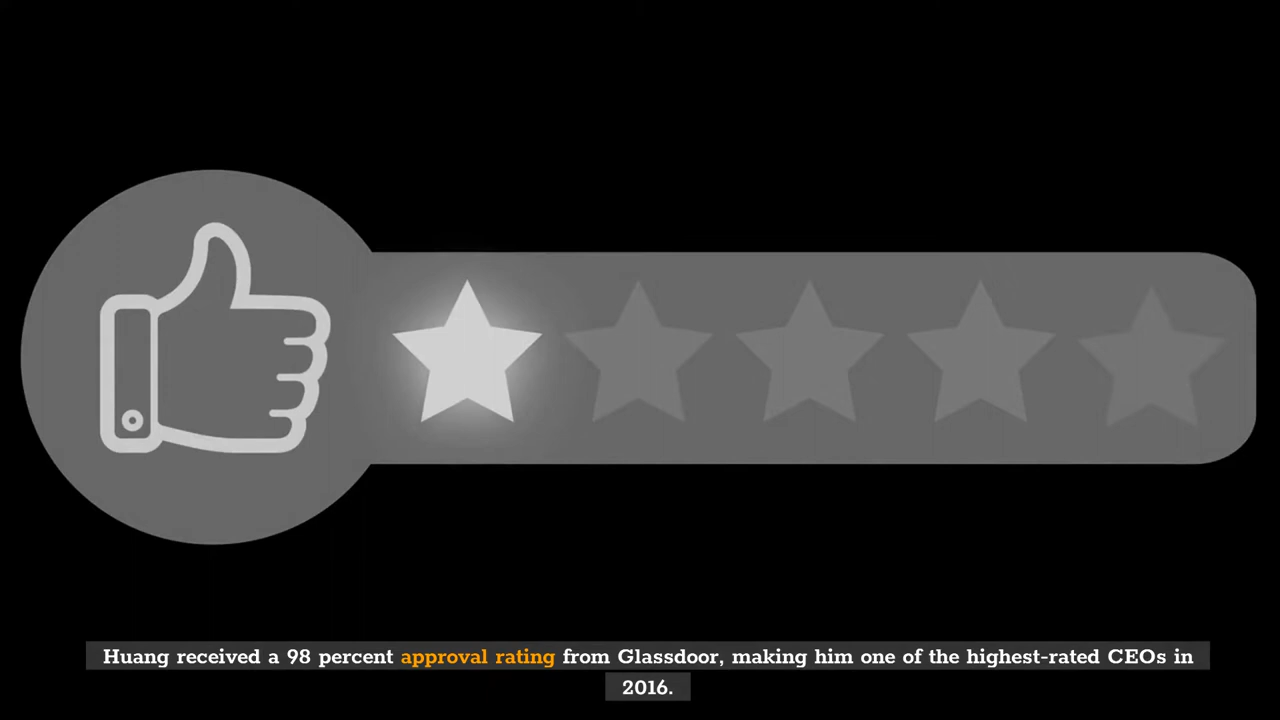 Huang received a 98 percent approval rating from Glassdoor, making him one of the highest-rated CEOs in
2016.